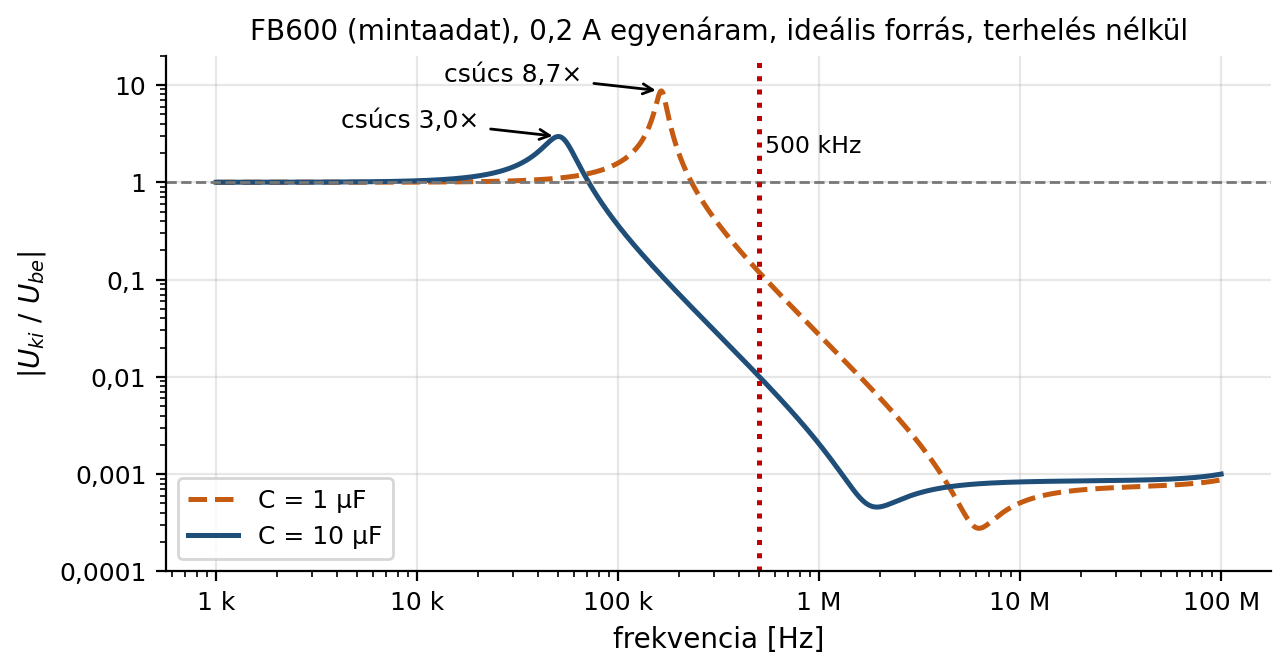 FB600 (mintaadat), 0,2 A egyenáram, ideális forrás, terhelés nélkül
csúcs 8,7×
csúcs 3,0×
500 kHz
|U_ki / U_be|
10
1
0,1
0,01
0,001
0,0001
C = 1 µF
C = 10 µF
1 k
10 k
100 k
1 M
10 M
100 M
frekvencia [Hz]